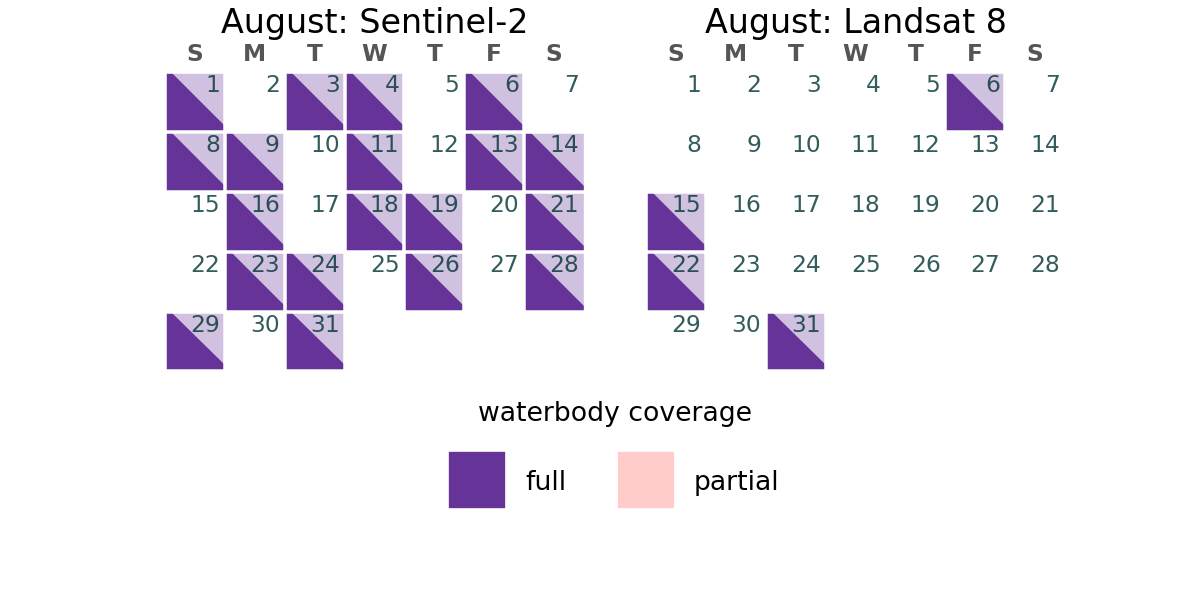 August: Sentinel-2
S M T W T F S
1 2 3 4 5 6 7
8 9 10 11 12 13 14
15 16 17 18 19 20 21
22 23 24 25 26 27 28
29 30 31
August: Landsat 8
S M T W T F S
1 2 3 4 5 6 7
8 9 10 11 12 13 14
15 16 17 18 19 20 21
22 23 24 25 26 27 28
29 30 31
waterbody coverage
full
partial